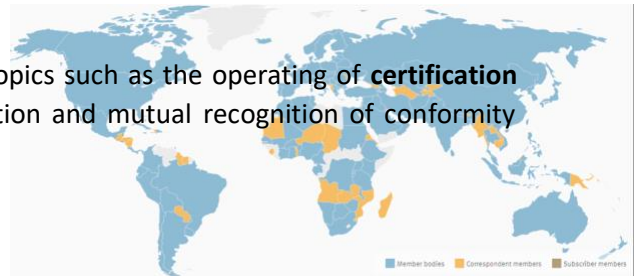 opics such as the operating of certification
tion and mutual recognition of conformity
Member bodies
Correspondent members
Subscriber members